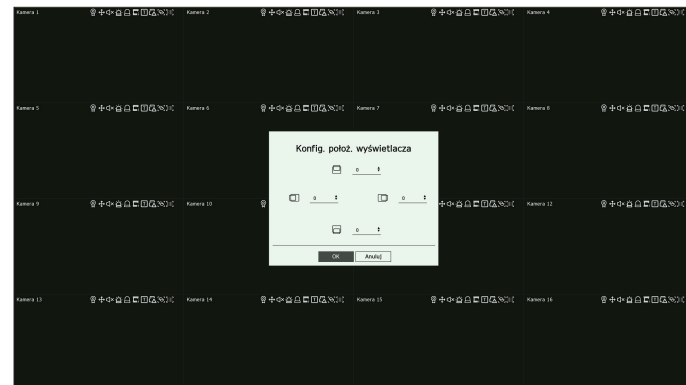 Kamera 1
Kamera 2
Kamera 3
Kamera 4
Kamera 5
Kamera 6
Kamera 7
Kamera 8
Konfig. położ. wyświetlacza
0
0
0
0
OK
Anuluj
Kamera 9
Kamera 10
Kamera 12
Kamera 13
Kamera 14
Kamera 15
Kamera 16